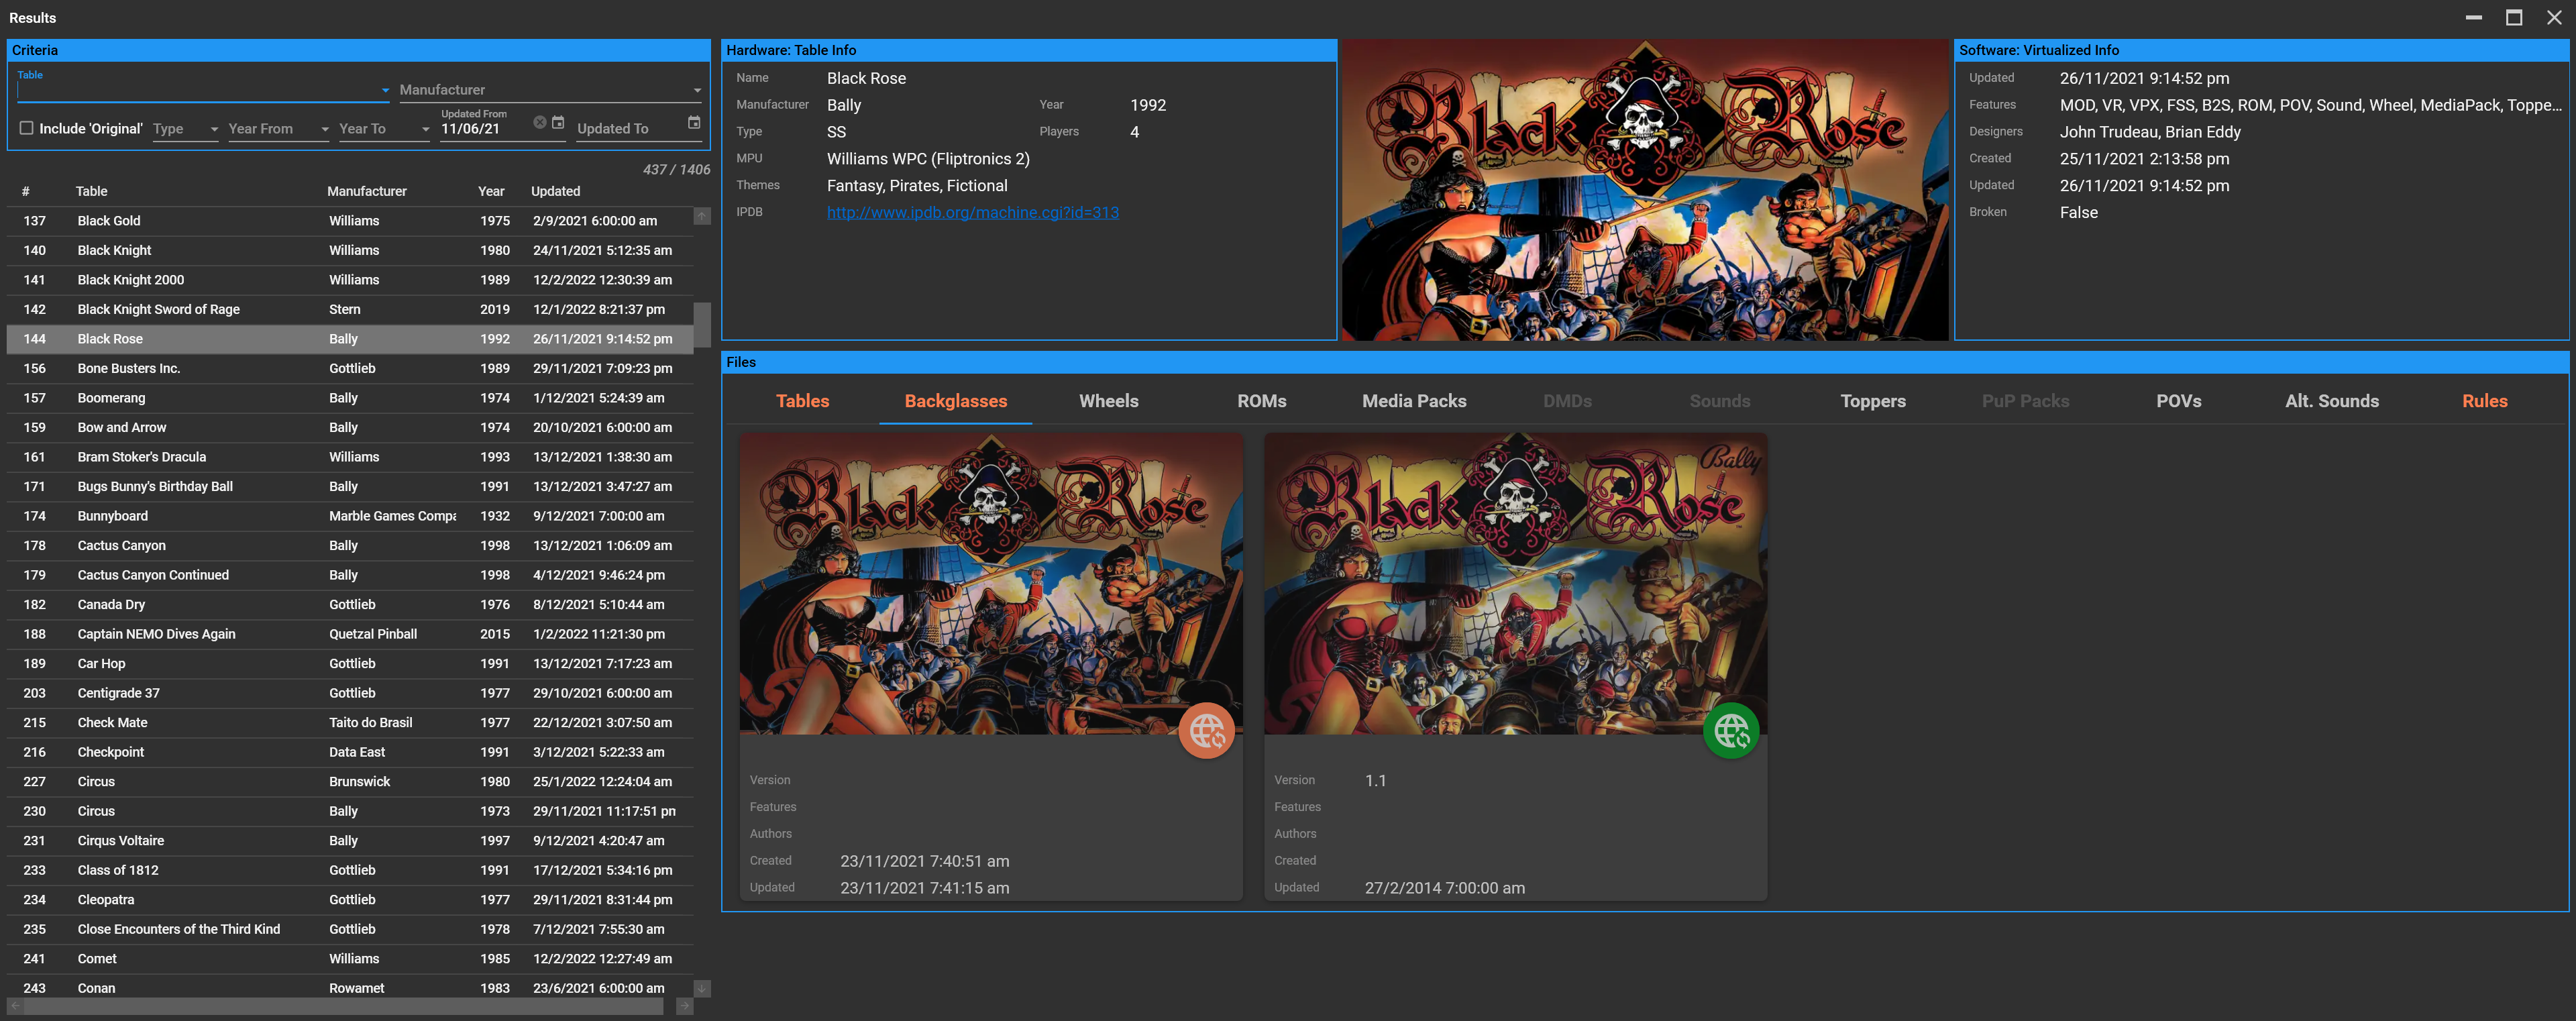 Results
Criteria
Table
Manufacturer
Include 'Original' Type Year From Year To Updated From 11/06/21 Updated To
437 / 1406
# Table Manufacturer Year Updated
137 Black Gold Williams 1975 2/9/2021 6:00:00 am
140 Black Knight Williams 1980 24/11/2021 5:12:35 am
141 Black Knight 2000 Williams 1989 12/2/2022 12:30:39 am
142 Black Knight Sword of Rage Stern 2019 12/1/2022 8:21:37 pm
144 Black Rose Bally 1992 26/11/2021 9:14:52 pm
156 Bone Busters Inc. Gottlieb 1989 29/11/2021 7:09:23 pm
157 Boomerang Bally 1974 1/12/2021 5:24:39 am
159 Bow and Arrow Bally 1974 20/10/2021 6:00:00 am
161 Bram Stoker's Dracula Williams 1993 13/12/2021 1:38:30 am
171 Bugs Bunny's Birthday Ball Bally 1991 13/12/2021 3:47:27 am
174 Bunnyboard Marble Games Compa 1932 9/12/2021 7:00:00 am
178 Cactus Canyon Bally 1998 13/12/2021 1:06:09 am
179 Cactus Canyon Continued Bally 1998 4/12/2021 9:46:24 pm
182 Canada Dry Gottlieb 1976 8/12/2021 5:10:44 am
188 Captain NEMO Dives Again Quetzal Pinball 2015 1/2/2022 11:21:30 pm
189 Car Hop Gottlieb 1991 13/12/2021 7:17:23 am
203 Centigrade 37 Gottlieb 1977 29/10/2021 6:00:00 am
215 Check Mate Taito do Brasil 1977 22/12/2021 3:07:50 am
216 Checkpoint Data East 1991 3/12/2021 5:22:33 am
227 Circus Brunswick 1980 25/1/2022 12:24:04 am
230 Circus Bally 1973 29/11/2021 11:17:51 pn
231 Cirqus Voltaire Bally 1997 9/12/2021 4:20:47 am
233 Class of 1812 Gottlieb 1991 17/12/2021 5:34:16 pm
234 Cleopatra Gottlieb 1977 29/11/2021 8:31:44 pm
235 Close Encounters of the Third Kind Gottlieb 1978 7/12/2021 7:55:30 am
241 Comet Williams 1985 12/2/2022 12:27:49 am
243 Conan Rowamet 1983 23/6/2021 6:00:00 am
Hardware: Table Info
Name Black Rose
Manufacturer Bally Year 1992
Type SS Players 4
MPU Williams WPC (Fliptronics 2)
Themes Fantasy, Pirates, Fictional
IPDB http://www.ipdb.org/machine.cgi?id=313
Black Rose
Software: Virtualized Info
Updated 26/11/2021 9:14:52 pm
Features MOD, VR, VPX, FSS, B2S, ROM, POV, Sound, Wheel, MediaPack, Toppe...
Designers John Trudeau, Brian Eddy
Created 25/11/2021 2:13:58 pm
Updated 26/11/2021 9:14:52 pm
Broken False
Files
Tables Backglasses Wheels ROMs Media Packs DMDs Sounds Toppers PuP Packs POVs Alt. Sounds Rules
Black Rose
Version
Features
Authors
Created 23/11/2021 7:40:51 am
Updated 23/11/2021 7:41:15 am
Bally
Black Rose
Version 1.1
Features
Authors
Created
Updated 27/2/2014 7:00:00 am